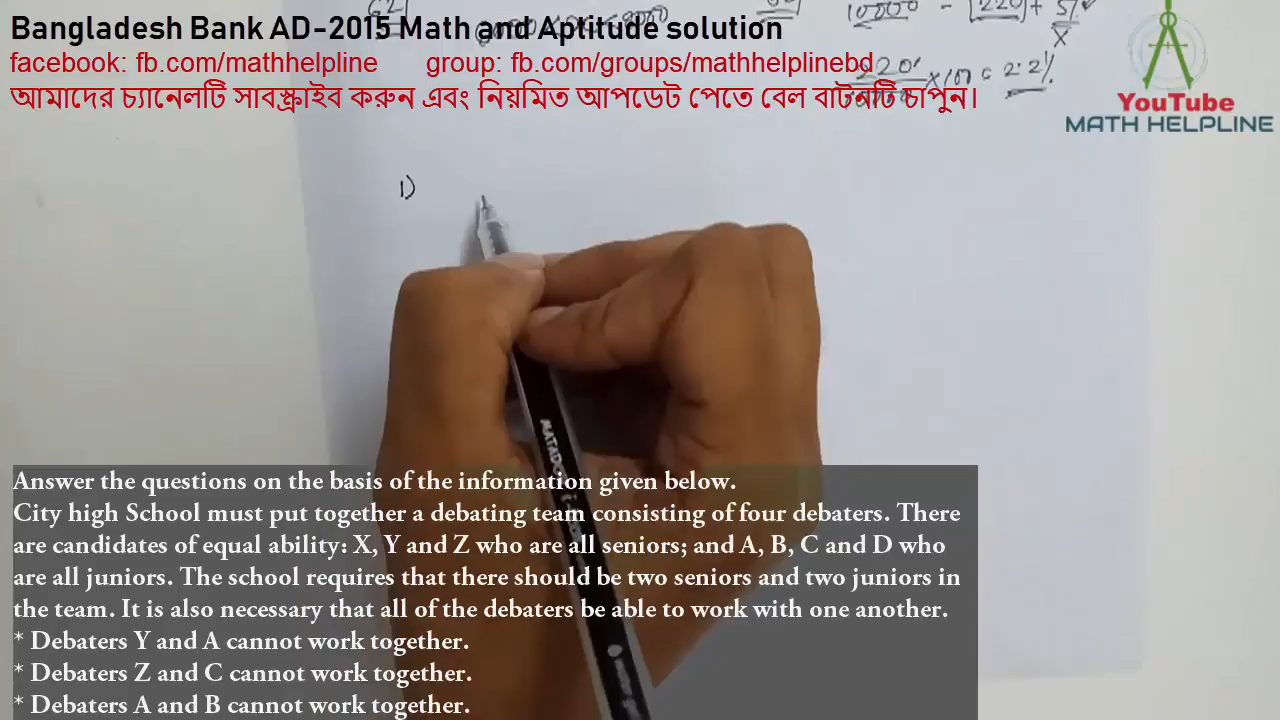 Bangladesh Bank AD-2015 Math and Aptitude solution
facebook: fb.com/mathhelpline group: fb.com/groups/mathhelplinebd
আমাদের চ্যানেলটি সাবস্ক্রাইব করুন এবং নিয়মিত আপডেট পেতে বেল বাটনটি চাপুন।
YouTube
MATH HELPLINE
× 100 = 2.2%
1)
MATADO
Answer the questions on the basis of the information given below.
City high School must put together a debating team consisting of four debaters. There
are candidates of equal ability: X, Y and Z who are all seniors; and A, B, C and D who
are all juniors. The school requires that there should be two seniors and two juniors in
the team. It is also necessary that all of the debaters be able to work with one another.
* Debaters Y and A cannot work together.
* Debaters Z and C cannot work together.
* Debaters A and B cannot work together.